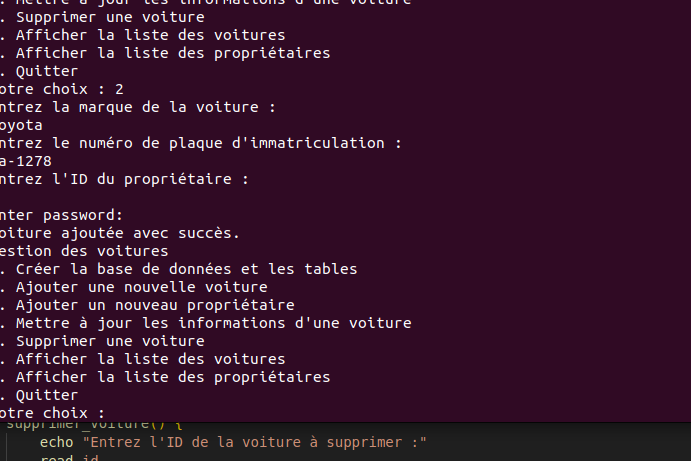 . Mettre à jour les informations d'une voiture
. Supprimer une voiture
. Afficher la liste des voitures
. Afficher la liste des propriétaires
. Quitter
otre choix : 2
ntrez la marque de la voiture :
oyota
ntrez le numéro de plaque d'immatriculation :
a-1278
ntrez l'ID du propriétaire :
nter password:
oiture ajoutée avec succès.
estion des voitures
. Créer la base de données et les tables
. Ajouter une nouvelle voiture
. Ajouter un nouveau propriétaire
. Mettre à jour les informations d'une voiture
. Supprimer une voiture
. Afficher la liste des voitures
. Afficher la liste des propriétaires
. Quitter
otre choix :
supprimer_voiture() {
echo "Entrez l'ID de la voiture à supprimer :"
read id